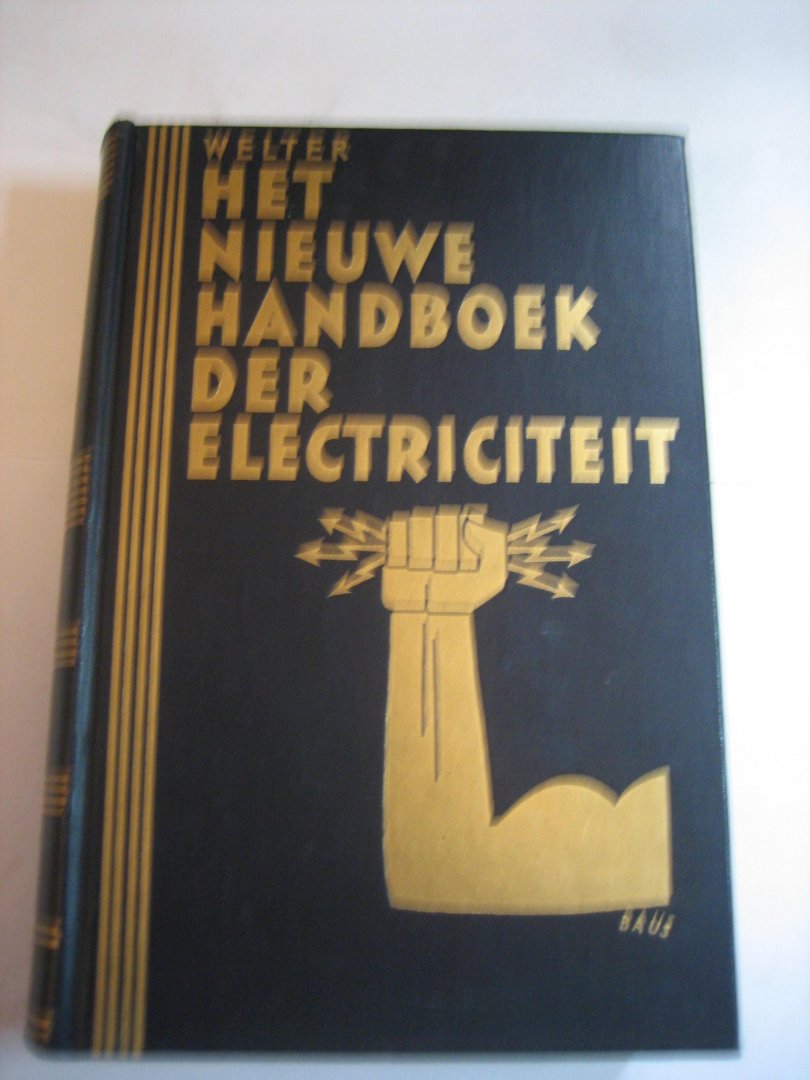 WELTER
HET
NIEUWE
HANDBOEK
DER
ELECTRICITEIT
BAUS